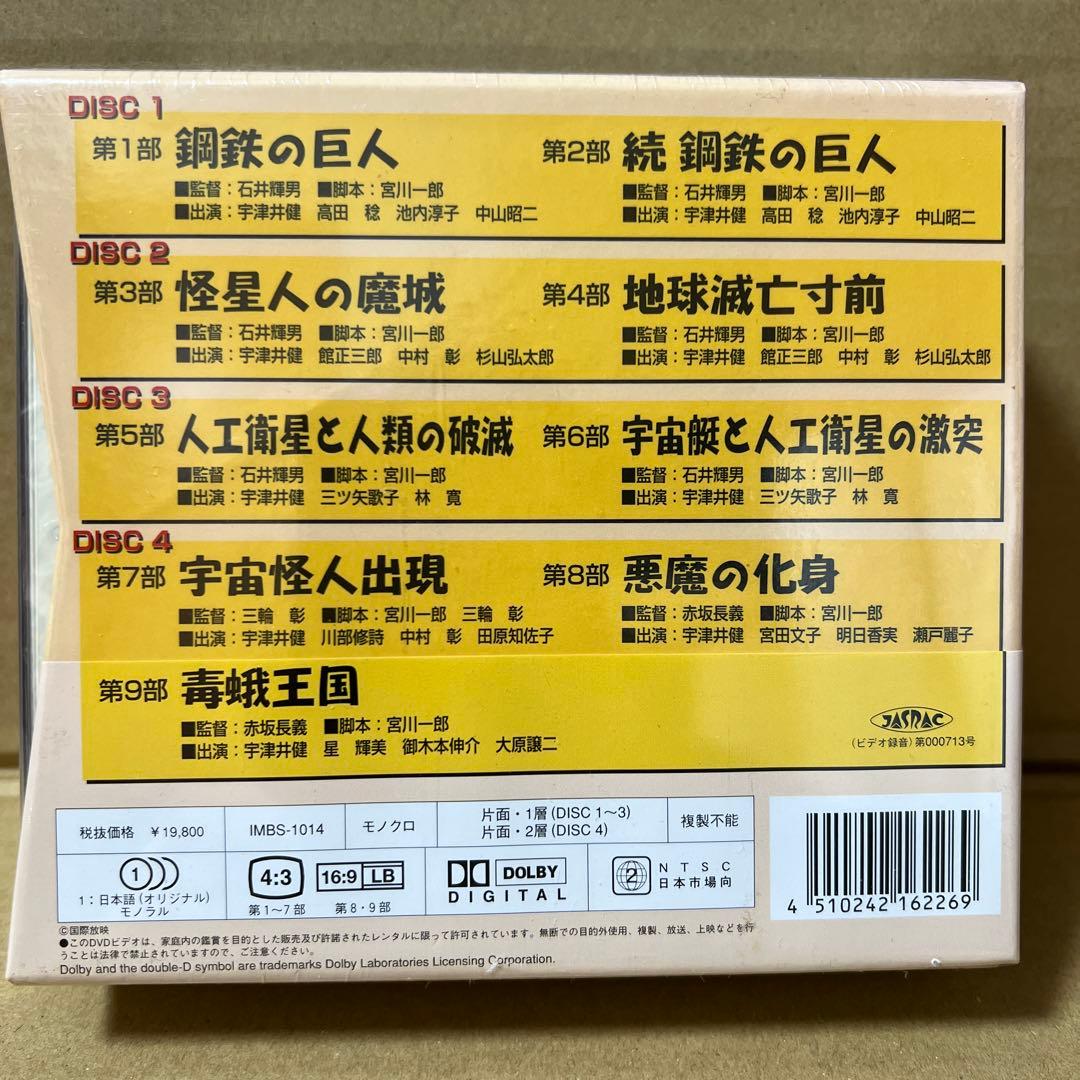 DISC 1
第1部 鋼鉄の巨人
■監督：石井輝男 ■脚本：宮川一郎
■出演：宇津井健 高田 稔 池内淳子 中山昭二
第2部 続 鋼鉄の巨人
■監督：石井輝男 ■脚本：宮川一郎
■出演：宇津井健 高田 稔 池内淳子 中山昭二
DISC 2
第3部 怪星人の魔城
■監督：石井輝男 ■脚本：宮川一郎
■出演：宇津井健 館正三郎 中村 彰 杉山弘太郎
第4部 地球滅亡寸前
■監督：石井輝男 ■脚本：宮川一郎
■出演：宇津井健 館正三郎 中村 彰 杉山弘太郎
DISC 3
第5部 人工衛星と人類の破滅
■監督：石井輝男 ■脚本：宮川一郎
■出演：宇津井健 三ツ矢歌子 林 寛
第6部 宇宙艇と人工衛星の激突
■監督：石井輝男 ■脚本：宮川一郎
■出演：宇津井健 三ツ矢歌子 林 寛
DISC 4
第7部 宇宙怪人出現
■監督：三輪 彰 ■脚本：宮川一郎 三輪 彰
■出演：宇津井健 川部修詩 中村 彰 田原知佐子
第8部 悪魔の化身
■監督：赤坂長義 ■脚本：宮川一郎
■出演：宇津井健 宮田文子 明日香実 瀬戸麗子
第9部 毒蛾王国
■監督：赤坂長義 ■脚本：宮川一郎
■出演：宇津井健 星 輝美 御木本伸介 大原譲二
JASRAC
(ビデオ録音)第000713号
税抜価格 ¥19,800
IMBS-1014
モノクロ
片面・1層(DISC 1〜3)
片面・2層(DISC 4)
複製不能
1
1：日本語(オリジナル)
モノラル
4:3
第1〜7部
16:9 LB
第8・9部
DOLBY
DIGITAL
2
NTSC
日本市場向
4 510242 162269
©国際放映
●このDVDビデオは、家庭内の鑑賞を目的とした販売及び許諾されたレンタルに限って許可されています。無断での目的外使用、複製、放送、上映などを行
うことは法律で禁止されていますので、ご注意ください。
Dolby and the double-D symbol are trademarks Dolby Laboratories Licensing Corporation.